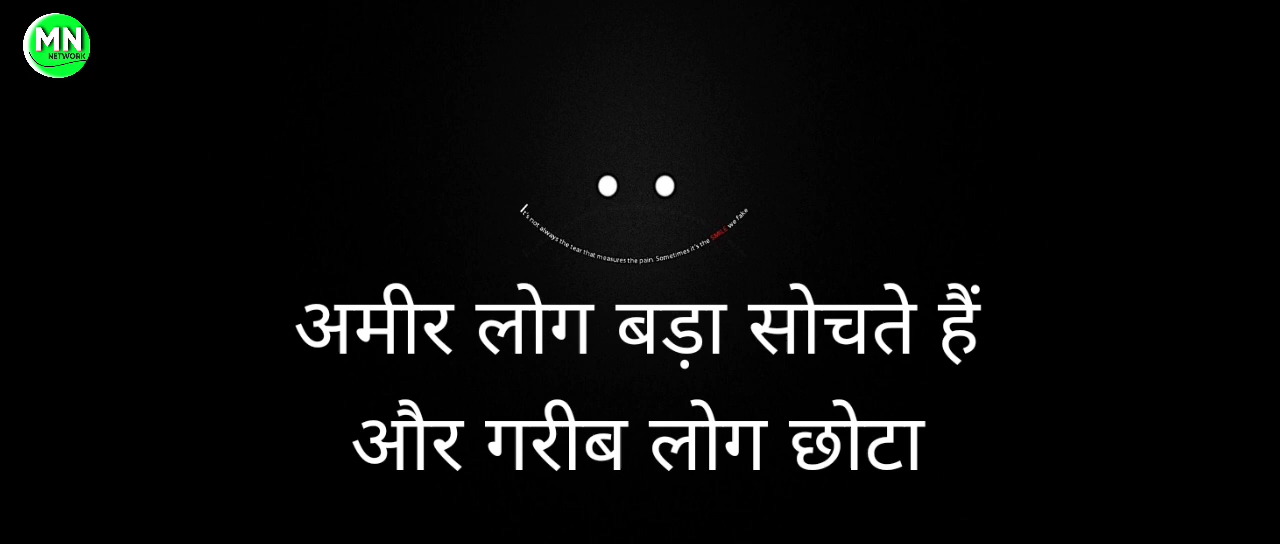 MN
NETWORK
It's not always the tear that measures the pain. Sometimes it's the SMILE we fake
अमीर लोग बड़ा सोचते हैं
और गरीब लोग छोटा